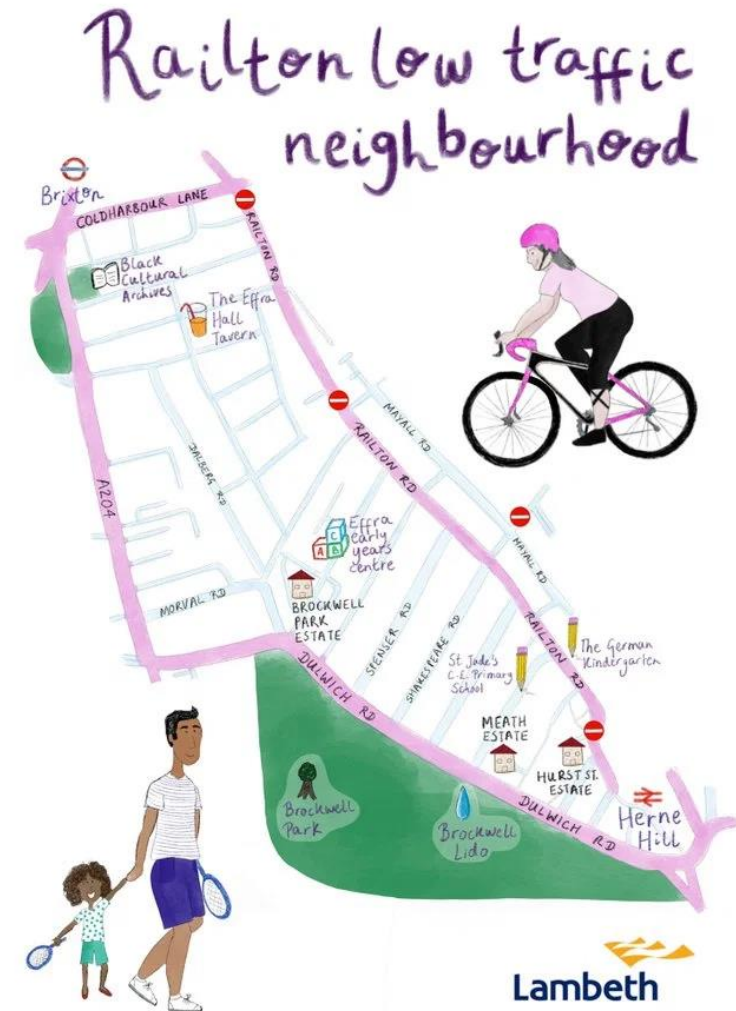 Railton low traffic
neighbourhood
Brixton
COLDHARBOUR LANE
RAILTON RD
Black
Cultural
Archives
The Effra
Hall
Tavern
MAYALL RD
RAILTON RD
JALBERG RD
A204
Effra
early
years
centre
C
A B
MAYALL RD
MORVAL RD
BROCKWELL
PARK
ESTATE
SPENSER RD
SHAKESPEARE RD
RAILTON RD
The German
Kindergarten
St Jude's
C.E. Primary
School
DULWICH RD
MEATH
ESTATE
HURST ST.
ESTATE
Brockwell
Park
Brockwell
Lido
DULWICH RD
Herne
Hill
Lambeth